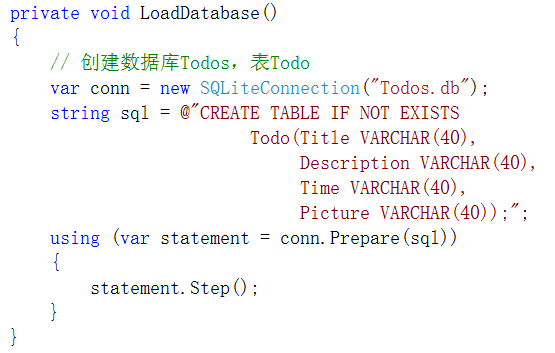 private void LoadDatabase()
{
    // 创建数据库Todos，表Todo
    var conn = new SQLiteConnection("Todos.db");
    string sql = @"CREATE TABLE IF NOT EXISTS
                        Todo(Title VARCHAR(40),
                             Description VARCHAR(40),
                             Time VARCHAR(40),
                             Picture VARCHAR(40));";
    using (var statement = conn.Prepare(sql))
    {
        statement.Step();
    }
}